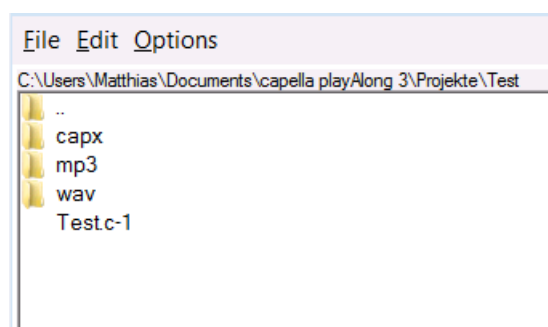 File Edit Options
C:\Users\Matthias\Documents\capella playAlong 3\Projekte\Test
..
capx
mp3
wav
Test.c-1